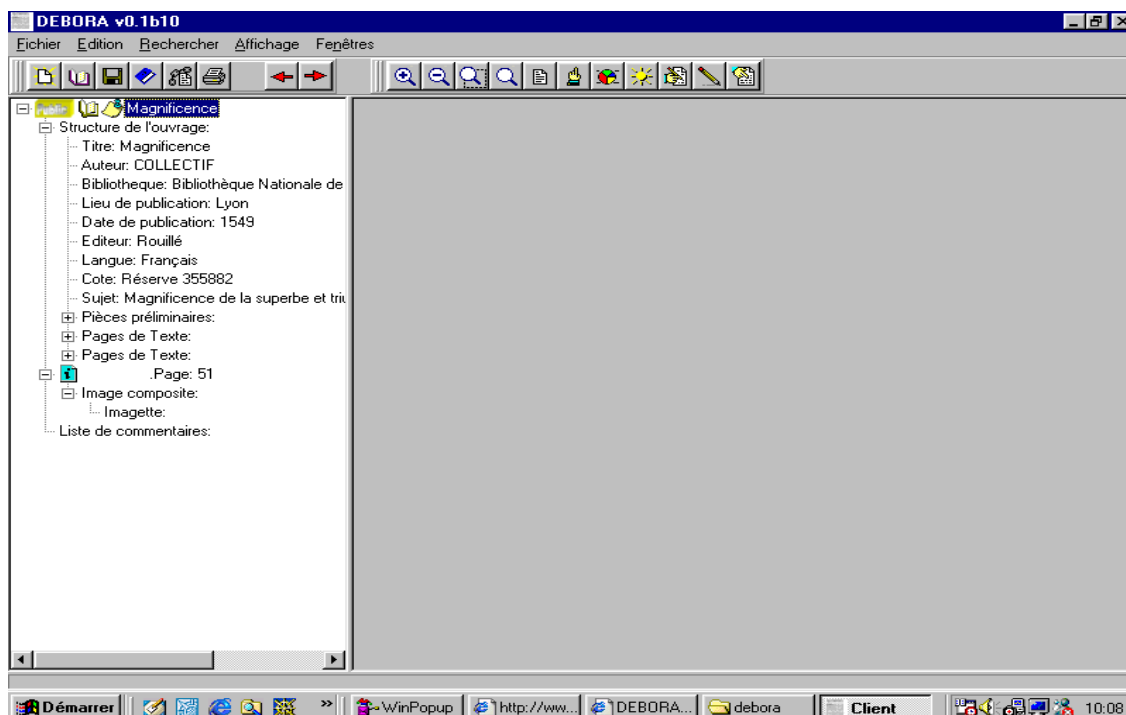 DEBORA v0.1b10
Fichier Edition Rechercher Affichage Fenêtres
Magnificence
Structure de l'ouvrage:
Titre: Magnificence
Auteur: COLLECTIF
Bibliotheque: Bibliothèque Nationale de
Lieu de publication: Lyon
Date de publication: 1549
Editeur: Rouillé
Langue: Français
Cote: Réserve 355882
Sujet: Magnificence de la superbe et triu
Pièces préliminaires:
Pages de Texte:
Pages de Texte:
.Page: 51
Image composite:
Imagette:
Liste de commentaires:
Démarrer » WinPopup http://ww... DEBORA... debora Client 10:08